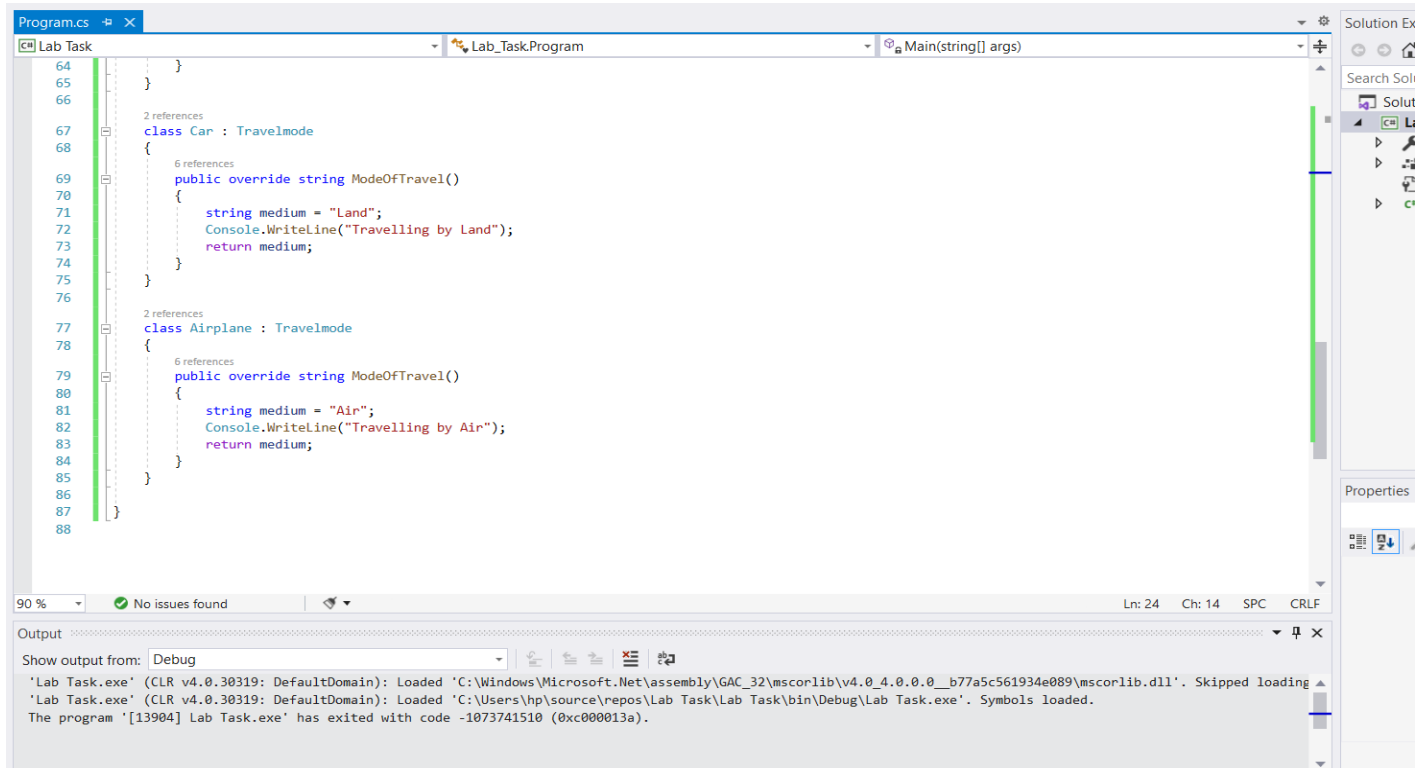 Program.cs
Solution Ex
C# Lab Task
Lab_Task.Program
Main(string[] args)
Search Solu
Solut
C# La
64 }
65 }
66
2 references
67 class Car : Travelmode
68 {
6 references
69 public override string ModeOfTravel()
70 {
71 string medium = "Land";
72 Console.WriteLine("Travelling by Land");
73 return medium;
74 }
75 }
76
2 references
77 class Airplane : Travelmode
78 {
6 references
79 public override string ModeOfTravel()
80 {
81 string medium = "Air";
82 Console.WriteLine("Travelling by Air");
83 return medium;
84 }
85 }
86
87 }
88
Properties
90 % No issues found Ln: 24 Ch: 14 SPC CRLF
Output
Show output from: Debug
'Lab Task.exe' (CLR v4.0.30319: DefaultDomain): Loaded 'C:\Windows\Microsoft.Net\assembly\GAC_32\mscorlib\v4.0_4.0.0.0__b77a5c561934e089\mscorlib.dll'. Skipped loading
'Lab Task.exe' (CLR v4.0.30319: DefaultDomain): Loaded 'C:\Users\hp\source\repos\Lab Task\Lab Task\bin\Debug\Lab Task.exe'. Symbols loaded.
The program '[13904] Lab Task.exe' has exited with code -1073741510 (0xc000013a).